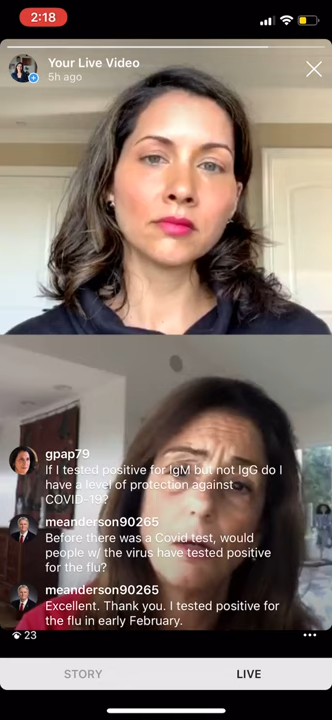 2:18
Your Live Video
5h ago
gpap79
If I tested positive for IgM but not IgG do I
have a level of protection against
COVID-19?
meanderson90265
Before there was a Covid test, would
people w/ the virus have tested positive
for the flu?
meanderson90265
Excellent. Thank you. I tested positive for
the flu in early February.
23
STORY
LIVE